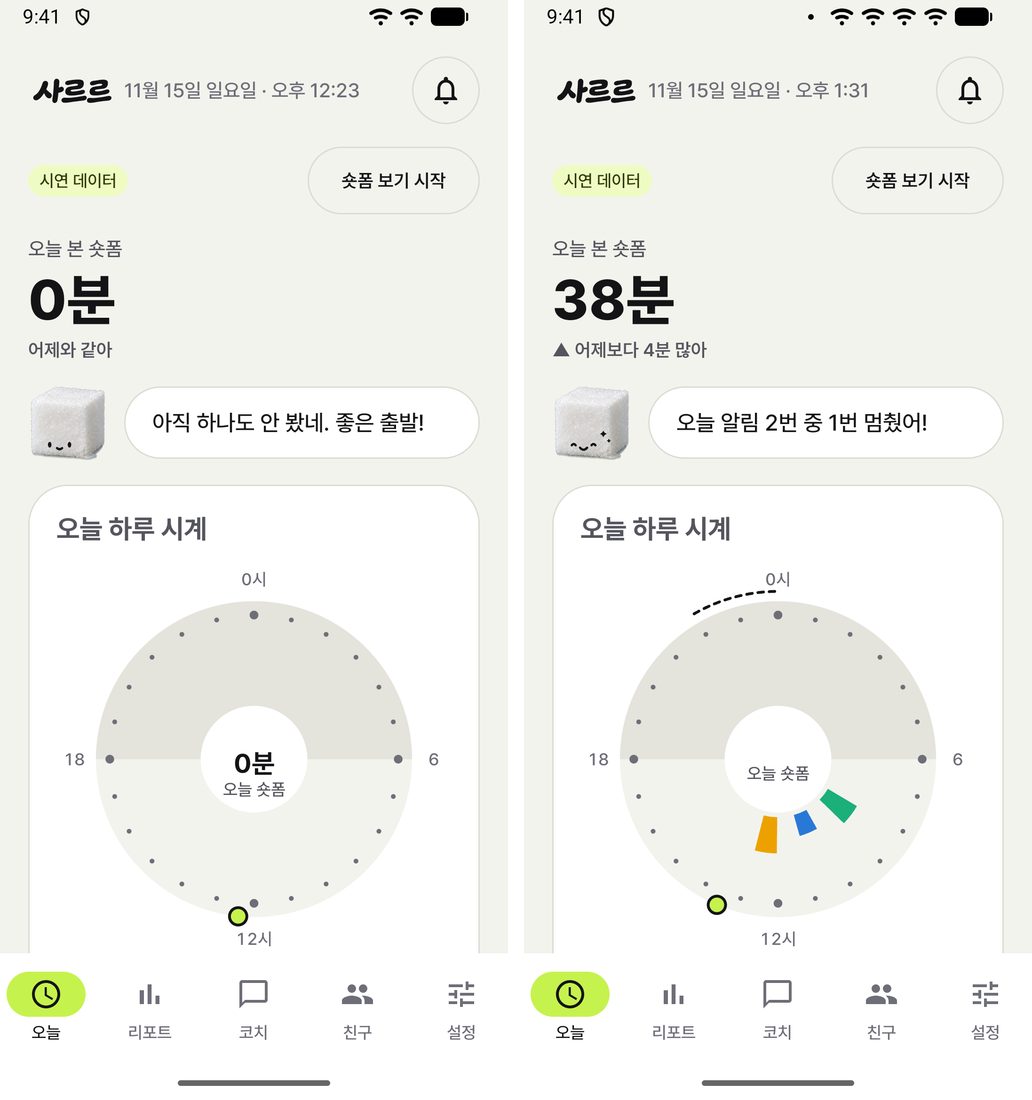 9:41
사르르 11월 15일 일요일 · 오후 12:23
시연 데이터
숏폼 보기 시작
오늘 본 숏폼
0분
어제와 같아
아직 하나도 안 봤네. 좋은 출발!
오늘 하루 시계
0시
18
6
0분
오늘 숏폼
12시
오늘
리포트
코치
친구
설정
9:41
사르르 11월 15일 일요일 · 오후 1:31
시연 데이터
숏폼 보기 시작
오늘 본 숏폼
38분
▲ 어제보다 4분 많아
오늘 알림 2번 중 1번 멈췄어!
오늘 하루 시계
0시
18
6
오늘 숏폼
12시
오늘
리포트
코치
친구
설정